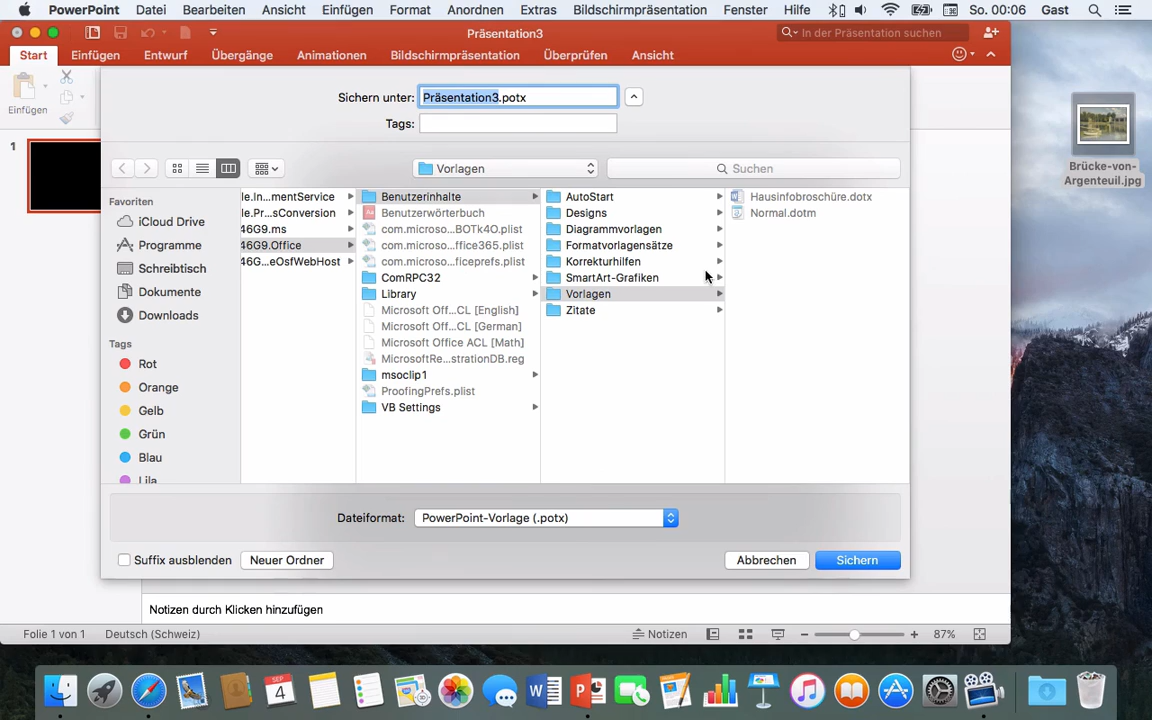 PowerPoint Datei Bearbeiten Ansicht Einfügen Format Anordnen Extras Bildschirmpräsentation Fenster Hilfe So. 00:06 Gast
Präsentation3
In der Präsentation suchen
Start Einfügen Entwurf Übergänge Animationen Bildschirmpräsentation Überprüfen Ansicht
Einfügen
1
Sichern unter: Präsentation3.potx
Tags:
Vorlagen
Suchen
Favoriten
iCloud Drive
Programme
Schreibtisch
Dokumente
Downloads
Tags
Rot
Orange
Gelb
Grün
Blau
Lila
le.In...mentService
le.Pr...sConversion
46G9.ms
46G9.Office
46G...eOsfWebHost
Benutzerinhalte
Benutzerwörterbuch
com.microso...BOTk4O.plist
com.microso...ffice365.plist
com.microso...ficeprefs.plist
ComRPC32
Library
Microsoft Off...CL [English]
Microsoft Off...CL [German]
Microsoft Office ACL [Math]
MicrosoftRe...strationDB.reg
msoclip1
ProofingPrefs.plist
VB Settings
AutoStart
Designs
Diagrammvorlagen
Formatvorlagensätze
Korrekturhilfen
SmartArt-Grafiken
Vorlagen
Zitate
Hausinfobroschüre.dotx
Normal.dotm
Dateiformat: PowerPoint-Vorlage (.potx)
Suffix ausblenden Neuer Ordner Abbrechen Sichern
Notizen durch Klicken hinzufügen
Folie 1 von 1 Deutsch (Schweiz) Notizen 87%
Brücke-von-
Argenteuil.jpg
SEP
4